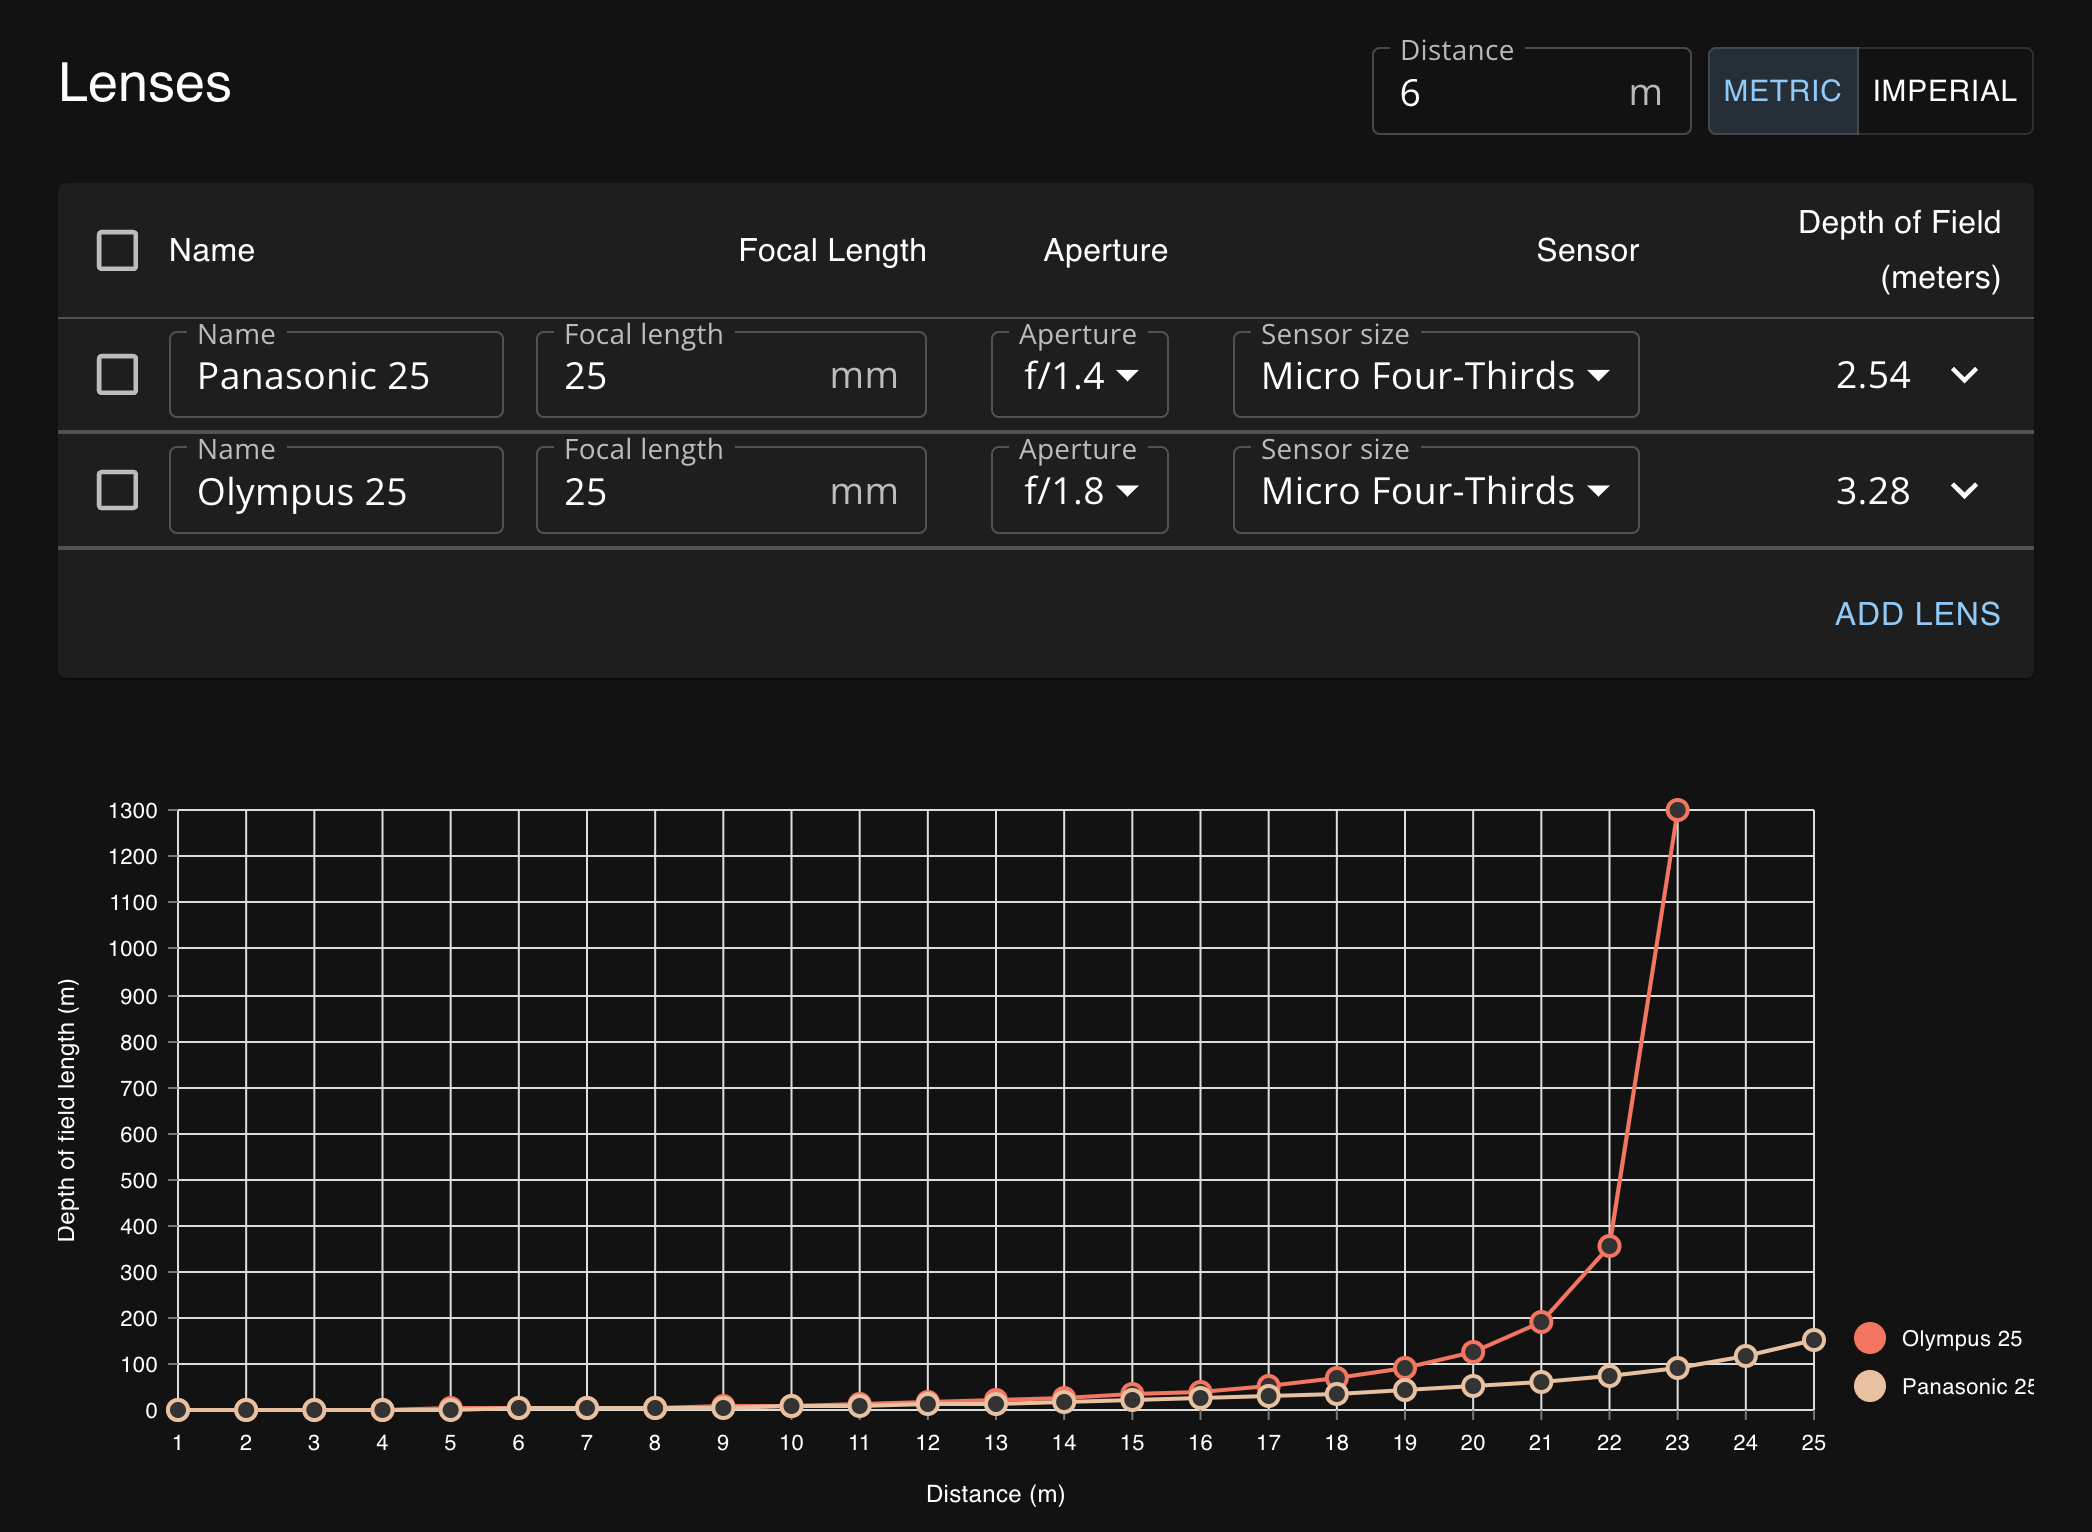 Lenses
Distance
6 m
METRIC IMPERIAL
Name Focal Length Aperture Sensor Depth of Field (meters)
Name Focal length Aperture Sensor size
Panasonic 25 25 mm f/1.4 Micro Four-Thirds 2.54
Name Focal length Aperture Sensor size
Olympus 25 25 mm f/1.8 Micro Four-Thirds 3.28
ADD LENS
Depth of field length (m)
1300
1200
1100
1000
900
800
700
600
500
400
300
200
100
0
1 2 3 4 5 6 7 8 9 10 11 12 13 14 15 16 17 18 19 20 21 22 23 24 25
Distance (m)
Olympus 25
Panasonic 25